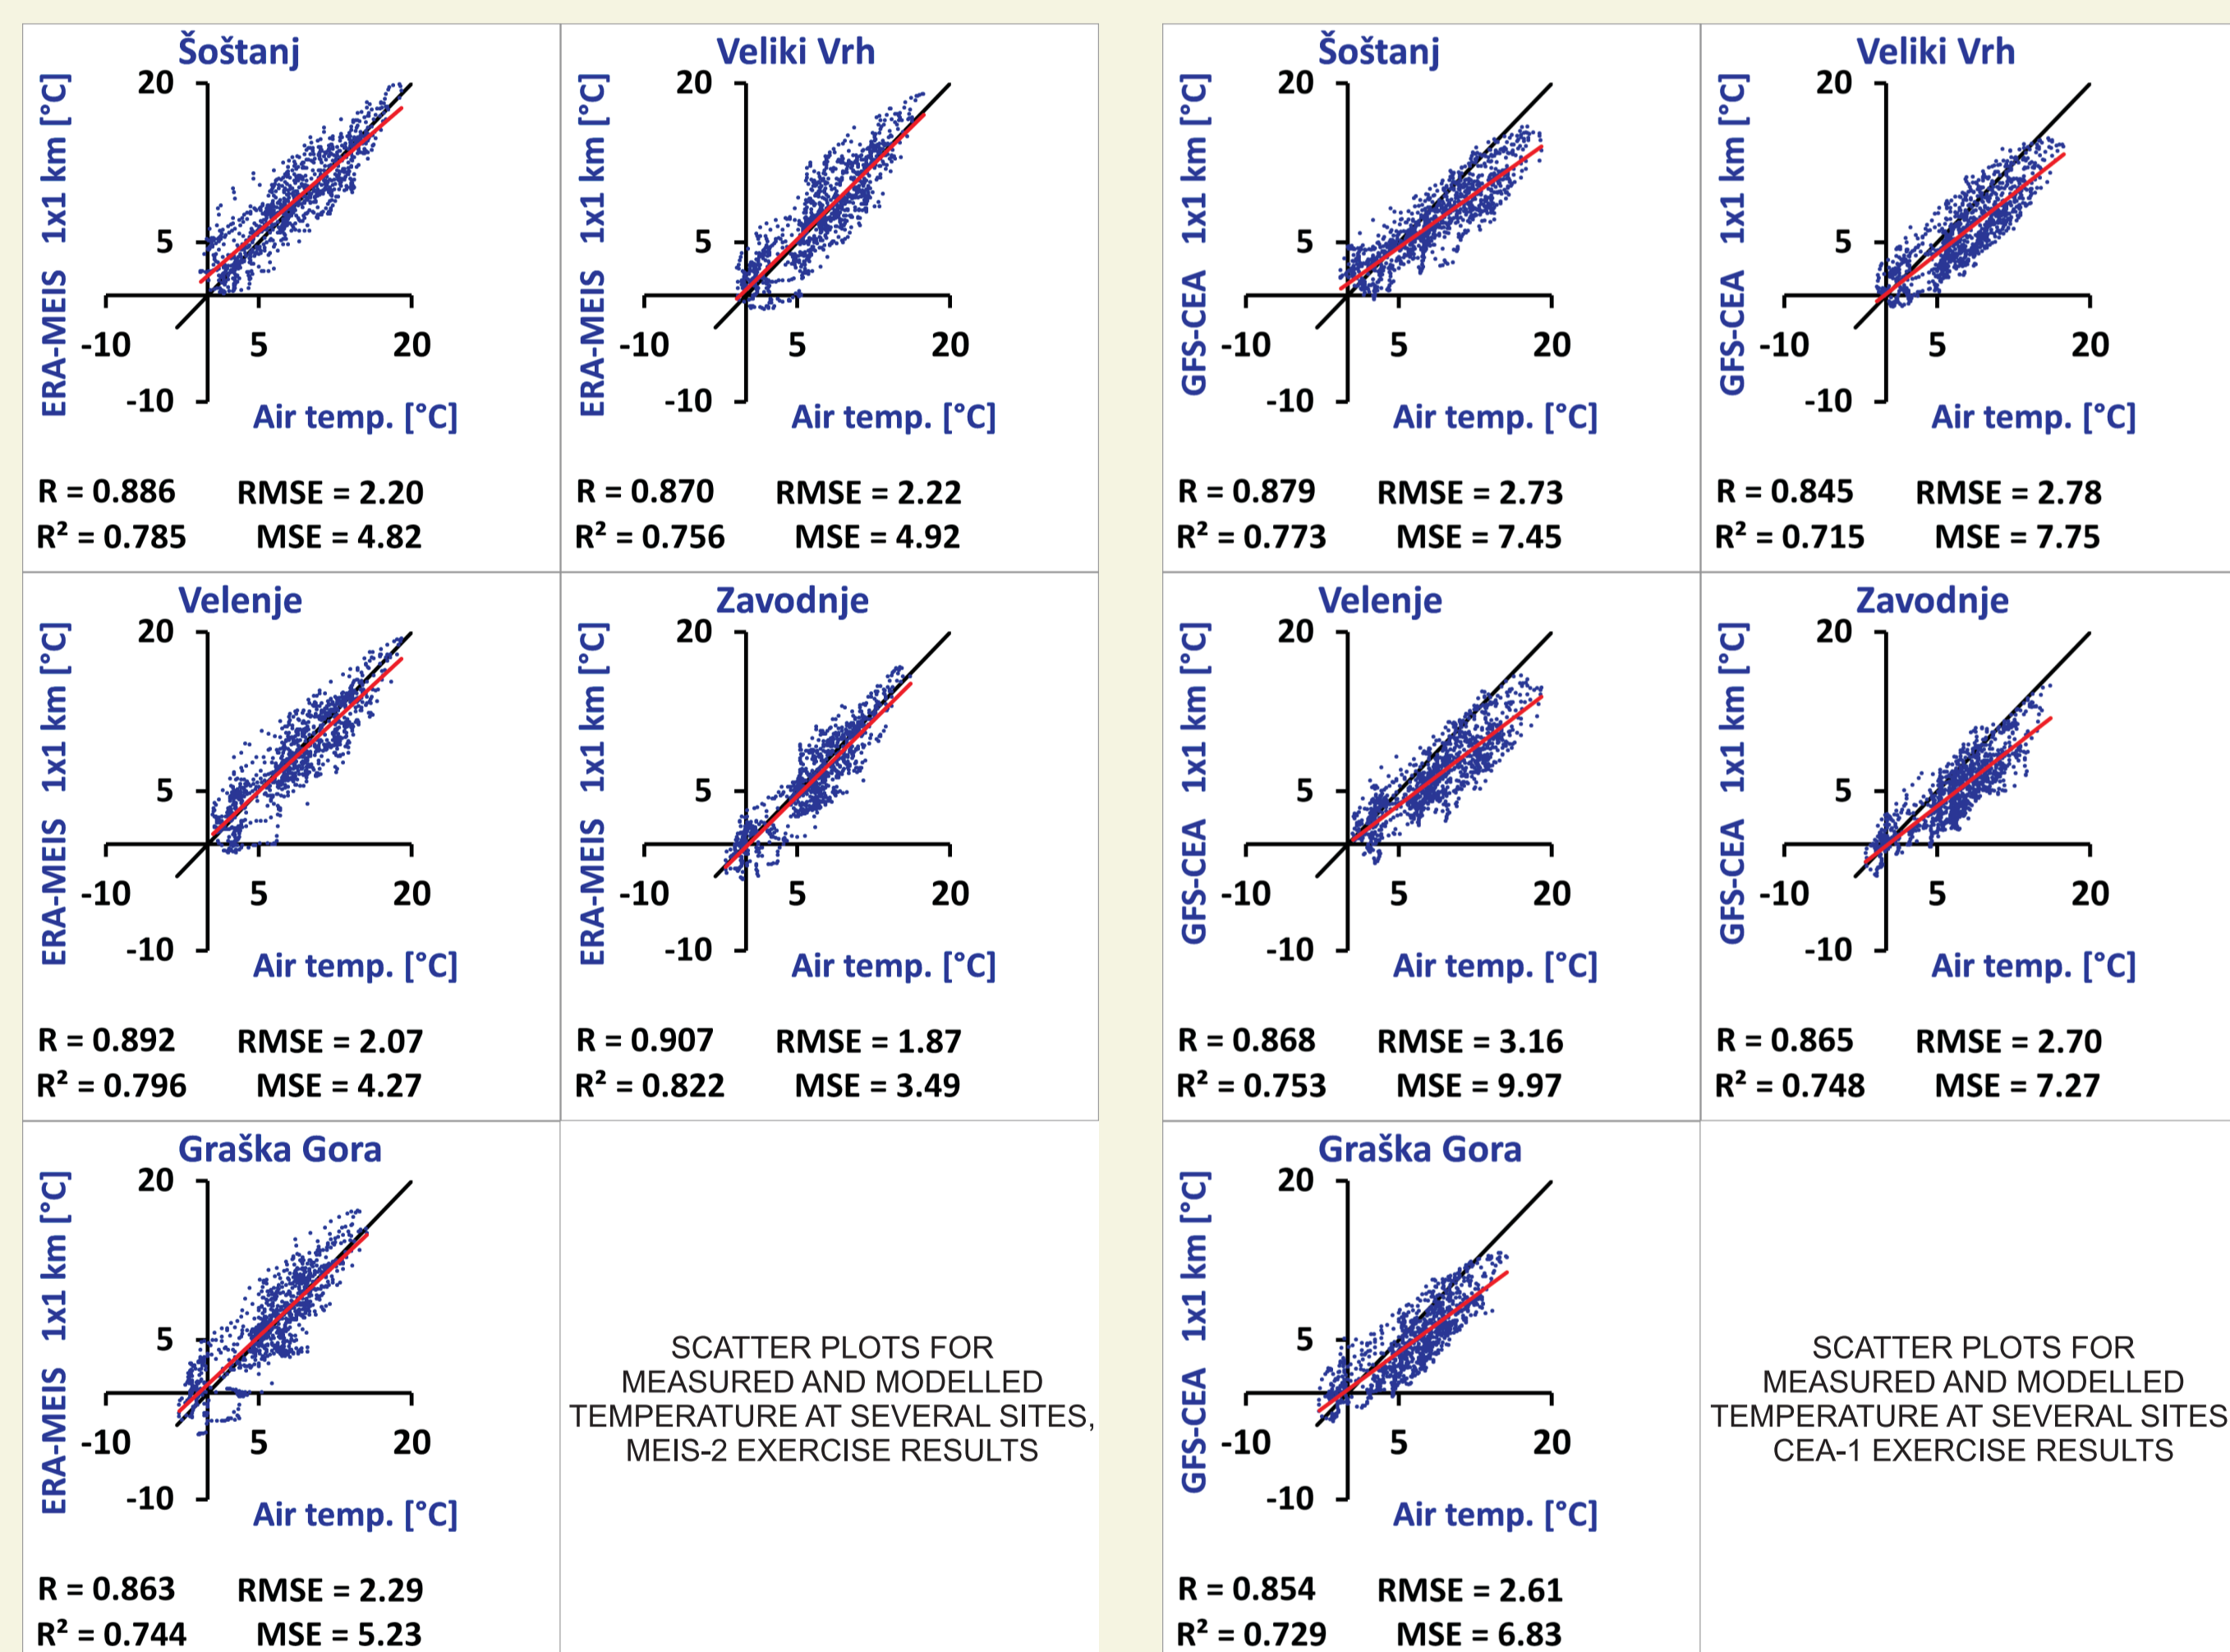 Šoštanj
ERA-MEIS 1x1 km [°C]
20
5
-10
5
20
-10
Air temp. [°C]
R = 0.886 RMSE = 2.20
R² = 0.785 MSE = 4.82
Veliki Vrh
ERA-MEIS 1x1 km [°C]
20
5
-10
5
20
-10
Air temp. [°C]
R = 0.870 RMSE = 2.22
R² = 0.756 MSE = 4.92
Velenje
ERA-MEIS 1x1 km [°C]
20
5
-10
5
20
-10
Air temp. [°C]
R = 0.892 RMSE = 2.07
R² = 0.796 MSE = 4.27
Zavodnje
ERA-MEIS 1x1 km [°C]
20
5
-10
5
20
-10
Air temp. [°C]
R = 0.907 RMSE = 1.87
R² = 0.822 MSE = 3.49
Graška Gora
ERA-MEIS 1x1 km [°C]
20
5
-10
5
20
-10
Air temp. [°C]
R = 0.863 RMSE = 2.29
R² = 0.744 MSE = 5.23
SCATTER PLOTS FOR
MEASURED AND MODELLED
TEMPERATURE AT SEVERAL SITES,
MEIS-2 EXERCISE RESULTS
Šoštanj
GFS-CEA 1x1 km [°C]
20
5
-10
5
20
-10
Air temp. [°C]
R = 0.879 RMSE = 2.73
R² = 0.773 MSE = 7.45
Veliki Vrh
GFS-CEA 1x1 km [°C]
20
5
-10
5
20
-10
Air temp. [°C]
R = 0.845 RMSE = 2.78
R² = 0.715 MSE = 7.75
Velenje
GFS-CEA 1x1 km [°C]
20
5
-10
5
20
-10
Air temp. [°C]
R = 0.868 RMSE = 3.16
R² = 0.753 MSE = 9.97
Zavodnje
GFS-CEA 1x1 km [°C]
20
5
-10
5
20
-10
Air temp. [°C]
R = 0.865 RMSE = 2.70
R² = 0.748 MSE = 7.27
Graška Gora
GFS-CEA 1x1 km [°C]
20
5
-10
5
20
-10
Air temp. [°C]
R = 0.854 RMSE = 2.61
R² = 0.729 MSE = 6.83
SCATTER PLOTS FOR
MEASURED AND MODELLED
TEMPERATURE AT SEVERAL SITES
CEA-1 EXERCISE RESULTS